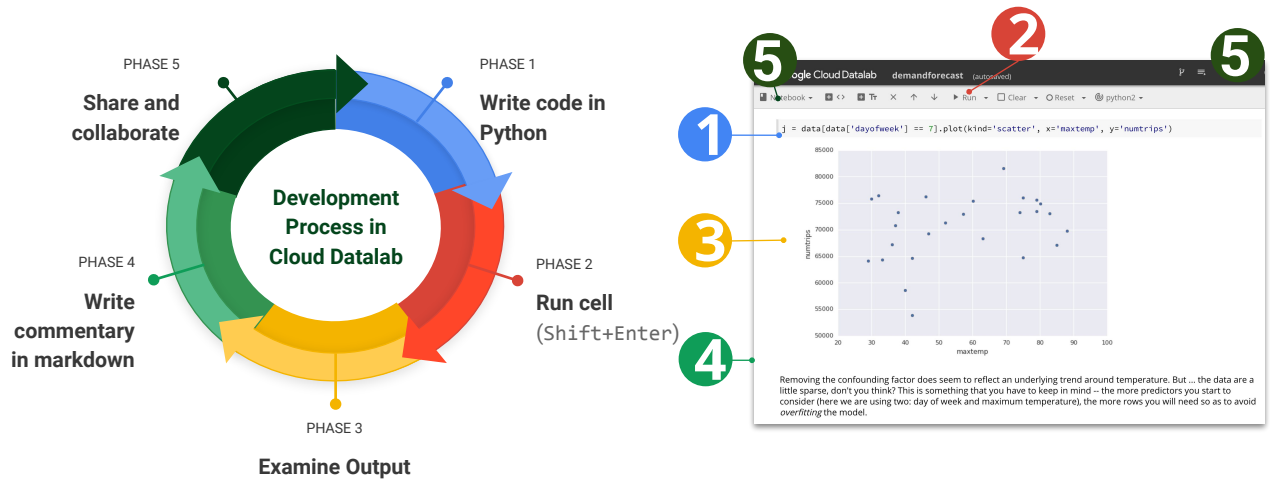 PHASE 5
Share and
collaborate
PHASE 1
Write code in
Python
Development
Process in
Cloud Datalab
PHASE 4
Write
commentary
in markdown
PHASE 2
Run cell
(Shift+Enter)
PHASE 3
Examine Output
5
2
5
1
3
4
ogle Cloud Datalab demandforecast (autosaved)
Notebook Run Clear Reset python2
j = data[data['dayofweek'] == 7].plot(kind='scatter', x='maxtemp', y='numtrips')
85000
80000
75000
70000
65000
60000
55000
50000
numtrips
20 30 40 50 60 70 80 90 100
maxtemp
Removing the confounding factor does seem to reflect an underlying trend around temperature. But ... the data are a
little sparse, don't you think? This is something that you have to keep in mind -- the more predictors you start to
consider (here we are using two: day of week and maximum temperature), the more rows you will need so as to avoid
overfitting the model.